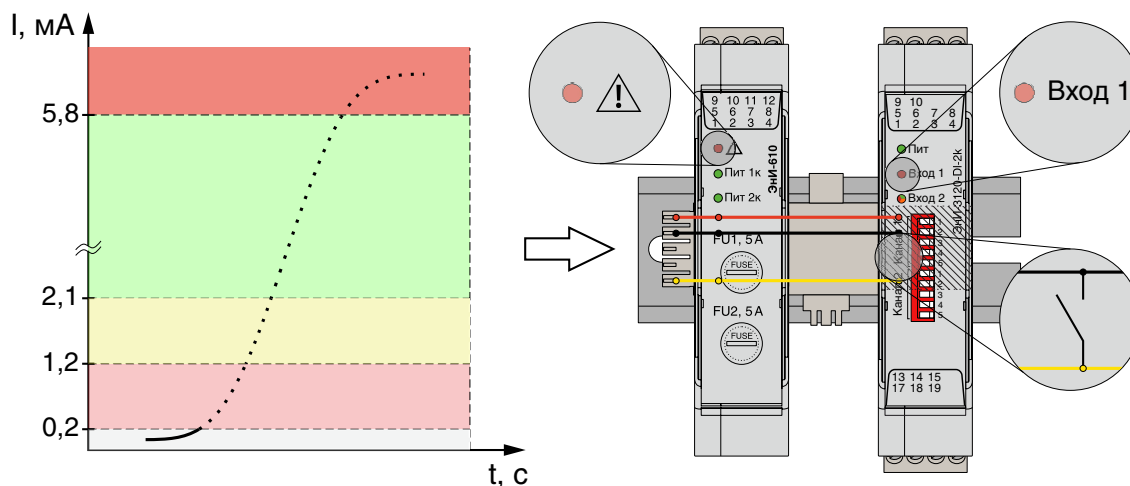 I, мА
5,8
2,1
1,2
0,2
t, с
9 10 11 12
5 6 7 8
1 2 3 4
Пит 1к
Пит 2к
ЭнИ-610
FU1, 5 А
FUSE
FU2, 5 А
FUSE
9 10
5 6 7 8
1 2 3 4
Пит
Вход 1
Вход 2
ЭнИ-3120-DI-2k
Канал 1
Канал 2
3
4
5
13 14 15
17 18 19
Вход 1